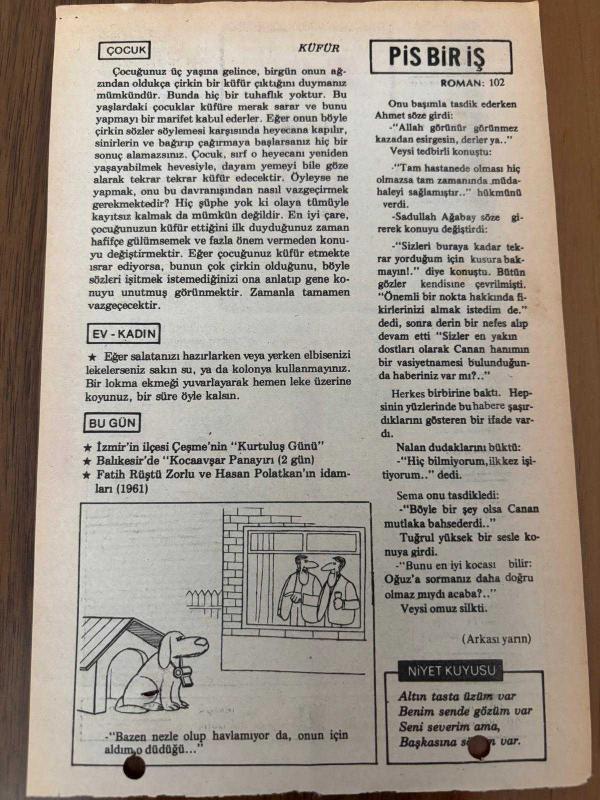 ÇOCUK
KÜFÜR
Çocuğunuz üç yaşına gelince, birgün onun ağ-
zından oldukça çirkin bir küfür çıktığını duymanız
mümkündür. Bunda hiç bir tuhaflık yoktur. Bu
yaşlardaki çocuklar küfüre merak sarar ve bunu
yapmayı bir marifet kabul ederler. Eğer onun böyle
çirkin sözler söylemesi karşısında heyecana kapılır,
sinirlerin ve bağırıp çağırmaya başlarsanız hiç bir
sonuç alamazsınız. Çocuk, sırf o heyecanı yeniden
yaşayabilmek hevesiyle, dayam yemeyi bile göze
alarak tekrar tekrar küfür edecektir. Öyleyse ne
yapmak, onu bu davranışından nasıl vazgeçirmek
gerekmektedir? Hiç şüphe yok ki olaya tümüyle
kayıtsız kalmak da mümkün değildir. En iyi çare,
çocuğunuzun küfür ettiğini ilk duyduğunuz zaman
hafifçe gülümsemek ve fazla önem vermeden konu-
yu değiştirmektir. Eğer çocuğunuz küfür etmekte
ısrar ediyorsa, bunun çok çirkin olduğunu, böyle
sözleri işitmek istemediğinizi ona anlatıp gene ko-
nuyu unutmuş görünmektir. Zamanla tamamen
vazgeçecektir.
EV - KADIN
★ Eğer salatanızı hazırlarken veya yerken elbisenizi
lekelerseniz sakın su, ya da kolonya kullanmayınız.
Bir lokma ekmeği yuvarlayarak hemen leke üzerine
koyunuz, bir süre öyle kalsın.
BU GÜN
★ İzmir'in ilçesi Çeşme'nin "Kurtuluş Günü"
★ Balıkesir'de "Kocaavşar Panayırı (2 gün)
★ Fatih Rüştü Zorlu ve Hasan Polatkan'ın idam-
ları (1961)
-"Bazen nezle olup havlamıyor da, onun için
aldım o düdüğü..."
PİS BİR İŞ
ROMAN: 102
Onu başımla tasdik ederken
Ahmet söze girdi:
-"Allah görünür görünmez
kazadan esirgesin, derler ya.."
Veysi tedbirli konuştu:
-"Tam hastanede olması hiç
olmazsa tam zamanında müda-
haleyi sağlamıştır.." hükmünü
verdi.
-Sadullah Ağabay söze gi-
rerek konuyu değiştirdi:
-"Sizleri buraya kadar tek-
rar yorduğum için kusura bak-
mayın!." diye konuştu. Bütün
gözler kendisine çevrilmişti.
"Önemli bir nokta hakkında fi-
kirlerinizi almak istedim de."
dedi, sonra derin bir nefes alıp
devam etti "Sizler en yakın
dostları olarak Canan hanımın
bir vasiyetnamesi bulunduğun-
da haberiniz var mı?.."
Herkes birbirine baktı. Hep-
sinin yüzlerinde bu habere şaşır-
dıklarını gösteren bir ifade var-
dı.
Nalan dudaklarını büktü:
-"Hiç bilmiyorum, ilk kez işi-
tiyorum.." dedi.
Sema onu tasdikledi:
-"Böyle bir şey olsa Canan
mutlaka bahsederdi.."
Tuğrul yüksek bir sesle ko-
nuya girdi.
-"Bunu en iyi kocası bilir:
Oğuz'a sormanız daha doğru
olmaz mıydı acaba?.."
Veysi omuz silkti.
(Arkası yarın)
NİYET KUYUSU
Altın tasta üzüm var
Benim sende gözüm var
Seni severim ama,
Başkasına var.